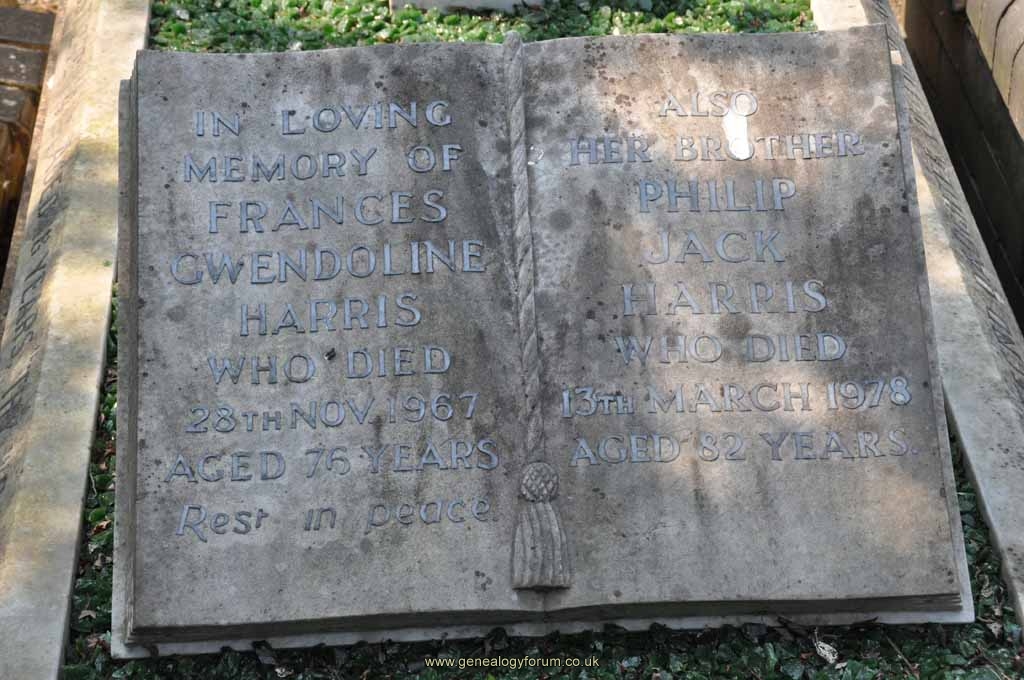 IN LOVING
MEMORY OF
FRANCES
GWENDOLINE
HARRIS
WHO DIED
28TH NOV. 1967
AGED 76 YEARS
Rest in peace.
ALSO
HER BROTHER
PHILIP
JACK
HARRIS
WHO DIED
13TH MARCH 1978
AGED 82 YEARS.
www.genealogyforum.co.uk